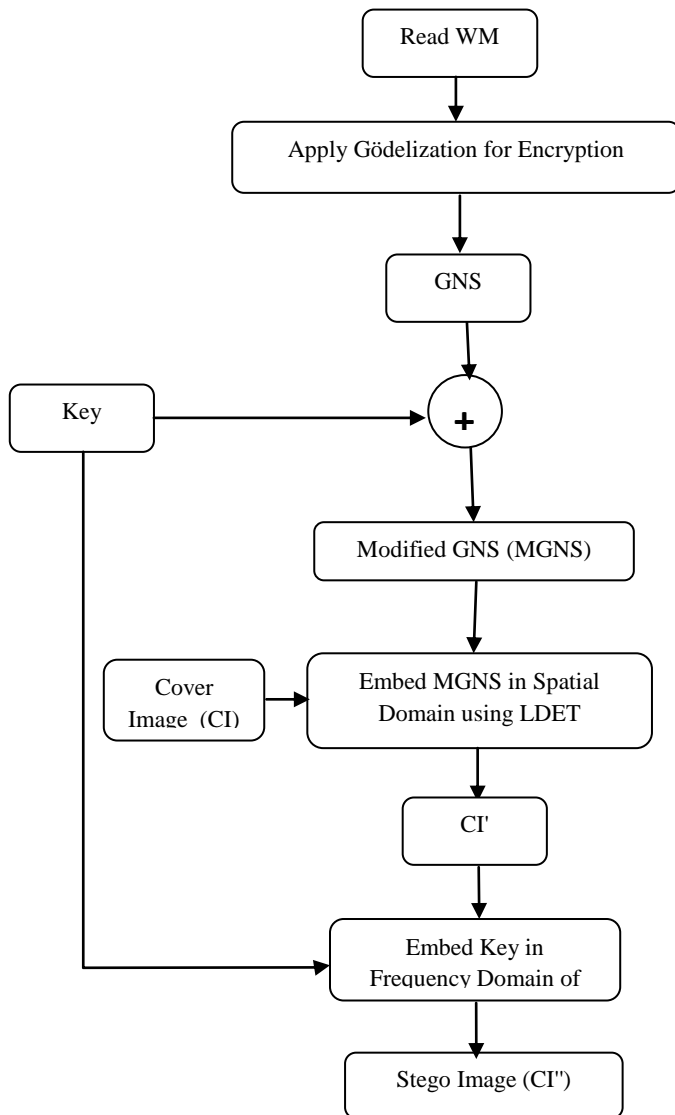 Read WM
Apply Gödelization for Encryption
GNS
Key
+
Modified GNS (MGNS)
Cover
Image (CI)
Embed MGNS in Spatial
Domain using LDET
CI'
Embed Key in
Frequency Domain of
Stego Image (CI'')